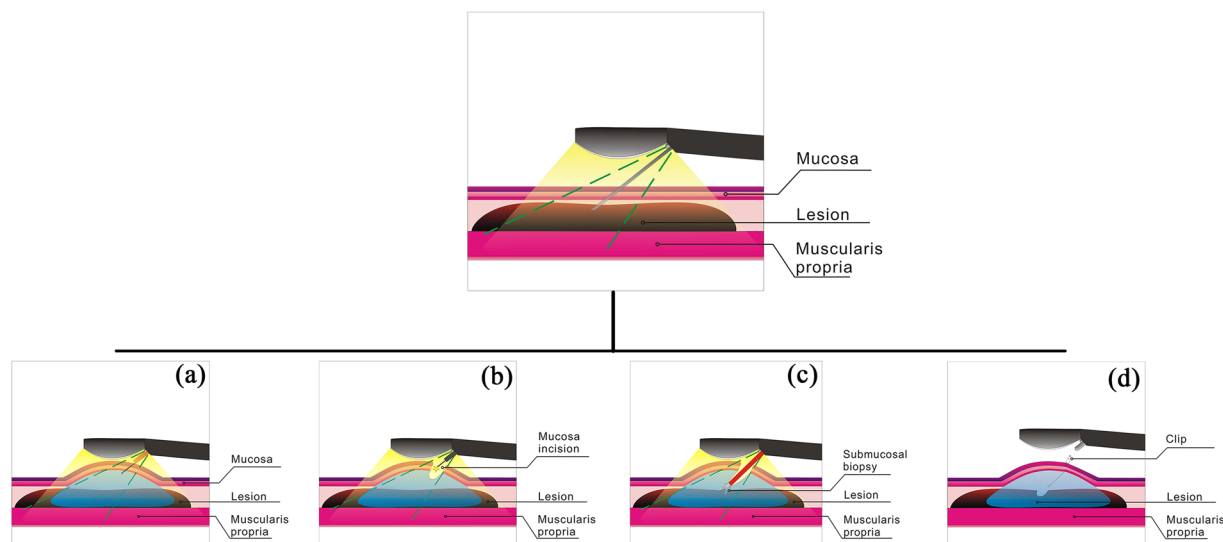 Mucosa
Lesion
Muscularis
propria
(a)
Mucosa
Lesion
Muscularis
propria
(b)
Mucosa
incision
Lesion
Muscularis
propria
(c)
Submucosal
biopsy
Lesion
Muscularis
propria
(d)
Clip
Lesion
Muscularis
propria